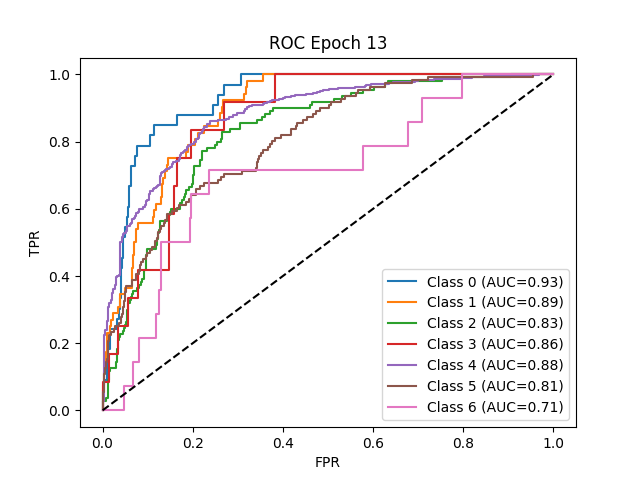 ROC Epoch 13
TPR
1.0
0.8
0.6
0.4
0.2
0.0
Class 0 (AUC=0.93)
Class 1 (AUC=0.89)
Class 2 (AUC=0.83)
Class 3 (AUC=0.86)
Class 4 (AUC=0.88)
Class 5 (AUC=0.81)
Class 6 (AUC=0.71)
0.0 0.2 0.4 0.6 0.8 1.0
FPR